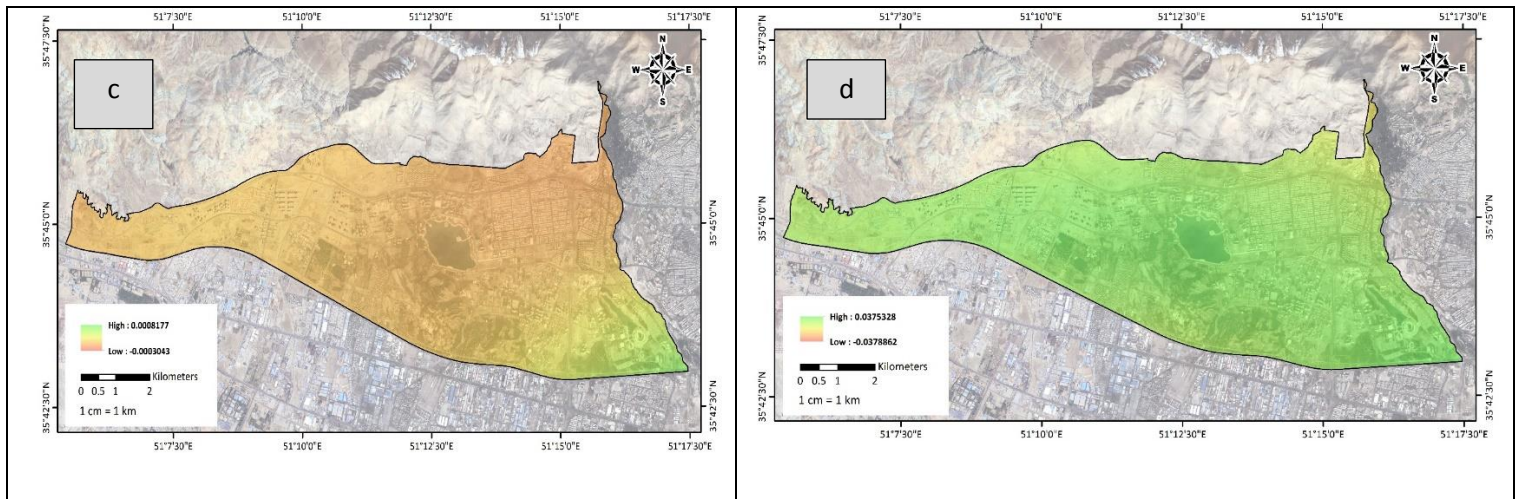 51°7'30"E 51°10'0"E 51°12'30"E 51°15'0"E 51°17'30"E
35°47'30"N
35°45'0"N
35°42'30"N
c
N
W E
S
High : 0.0008177
Low : -0.0003043
Kilometers
0 0.5 1 2
1 cm = 1 km
35°47'30"N
35°45'0"N
35°42'30"N
51°7'30"E 51°10'0"E 51°12'30"E 51°15'0"E 51°17'30"E
51°7'30"E 51°10'0"E 51°12'30"E 51°15'0"E 51°17'30"E
35°47'30"N
35°45'0"N
35°42'30"N
d
N
W E
S
High : 0.0375328
Low : -0.0378862
Kilometers
0 0.5 1 2
1 cm = 1 km
35°47'30"N
35°45'0"N
35°42'30"N
51°7'30"E 51°10'0"E 51°12'30"E 51°15'0"E 51°17'30"E